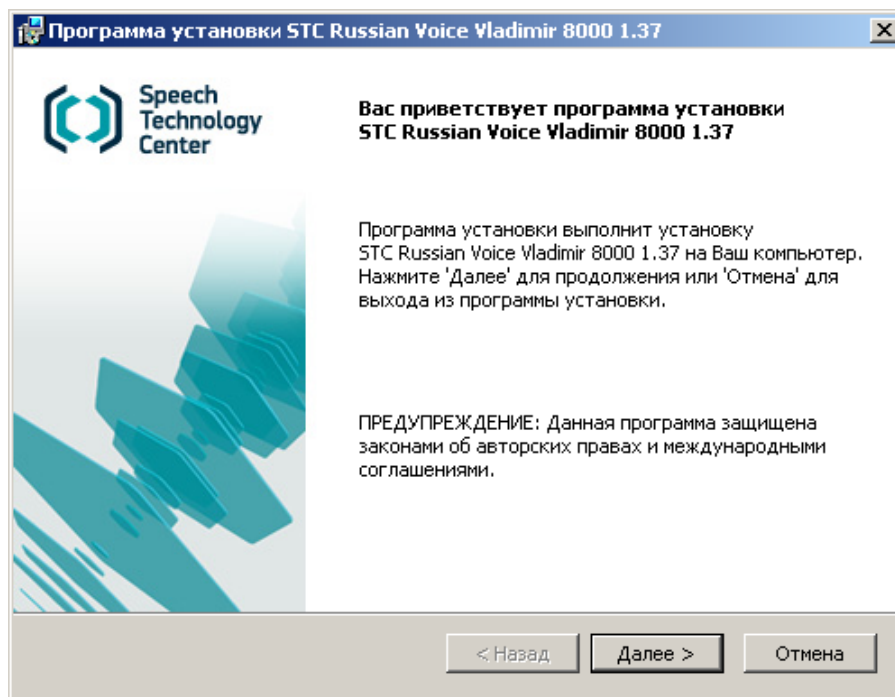 Программа установки STC Russian Voice Vladimir 8000 1.37
Speech
Technology
Center
Вас приветствует программа установки
STC Russian Voice Vladimir 8000 1.37
Программа установки выполнит установку
STC Russian Voice Vladimir 8000 1.37 на Ваш компьютер.
Нажмите 'Далее' для продолжения или 'Отмена' для
выхода из программы установки.
ПРЕДУПРЕЖДЕНИЕ: Данная программа защищена
законами об авторских правах и международными
соглашениями.
< Назад
Далее >
Отмена